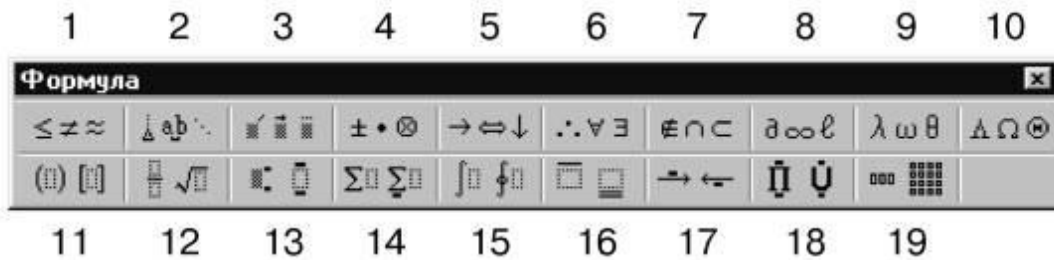 1 2 3 4 5 6 7 8 9 10
Формула
≤ ≠ ≈ ab ± • ⊗ → ⇔ ↓ ∴ ∀ ∃ ∉ ∩ ⊂ ∂ ∞ ℓ λ ω θ Λ Ω Θ
() [] √ Σ Σ ∫ ∮ → ← Π Ů
11 12 13 14 15 16 17 18 19